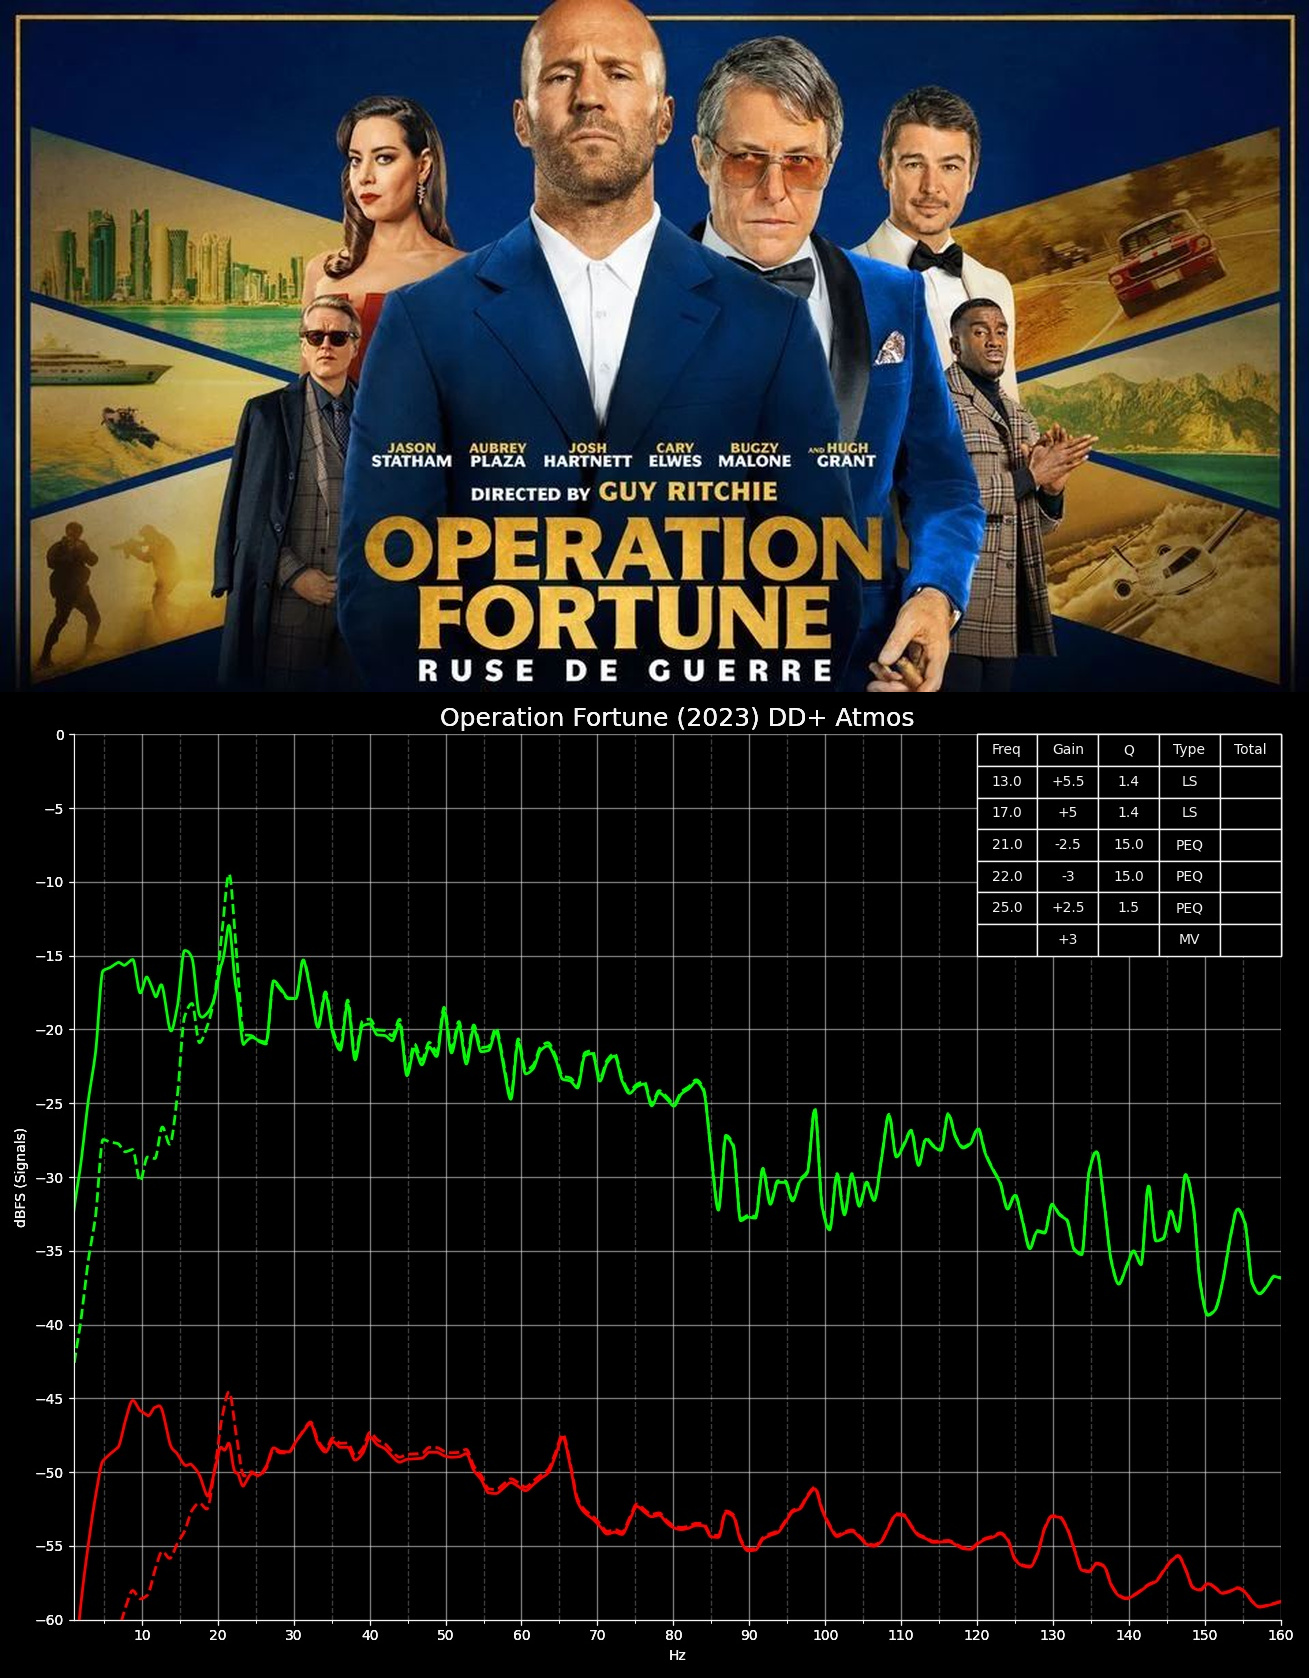 JASON STATHAM AUBREY PLAZA JOSH HARTNETT CARY ELWES BUGZY MALONE AND HUGH GRANT
DIRECTED BY GUY RITCHIE
OPERATION
FORTUNE
RUSE DE GUERRE
Operation Fortune (2023) DD+ Atmos
Freq Gain Q Type Total
13.0 +5.5 1.4 LS
17.0 +5 1.4 LS
21.0 -2.5 15.0 PEQ
22.0 -3 15.0 PEQ
25.0 +2.5 1.5 PEQ
+3 MV
dBFS (Signals)
0
−5
−10
−15
−20
−25
−30
−35
−40
−45
−50
−55
−60
10 20 30 40 50 60 70 80 90 100 110 120 130 140 150 160
Hz